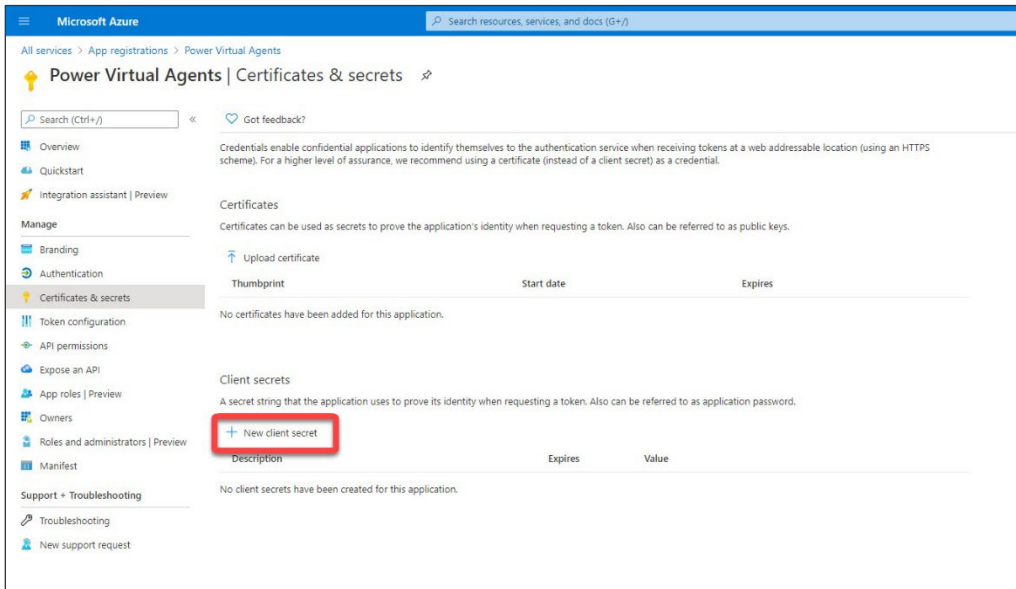 Microsoft Azure
Search resources, services, and docs (G+/)
All services > App registrations > Power Virtual Agents
Power Virtual Agents | Certificates & secrets
Search (Ctrl+/)
«
Got feedback?
Overview
Quickstart
Integration assistant | Preview
Manage
Branding
Authentication
Certificates & secrets
Token configuration
API permissions
Expose an API
App roles | Preview
Owners
Roles and administrators | Preview
Manifest
Support + Troubleshooting
Troubleshooting
New support request
Credentials enable confidential applications to identify themselves to the authentication service when receiving tokens at a web addressable location (using an HTTPS
scheme). For a higher level of assurance, we recommend using a certificate (instead of a client secret) as a credential.
Certificates
Certificates can be used as secrets to prove the application's identity when requesting a token. Also can be referred to as public keys.
Upload certificate
Thumbprint Start date Expires
No certificates have been added for this application.
Client secrets
A secret string that the application uses to prove its identity when requesting a token. Also can be referred to as application password.
New client secret
Description Expires Value
No client secrets have been created for this application.